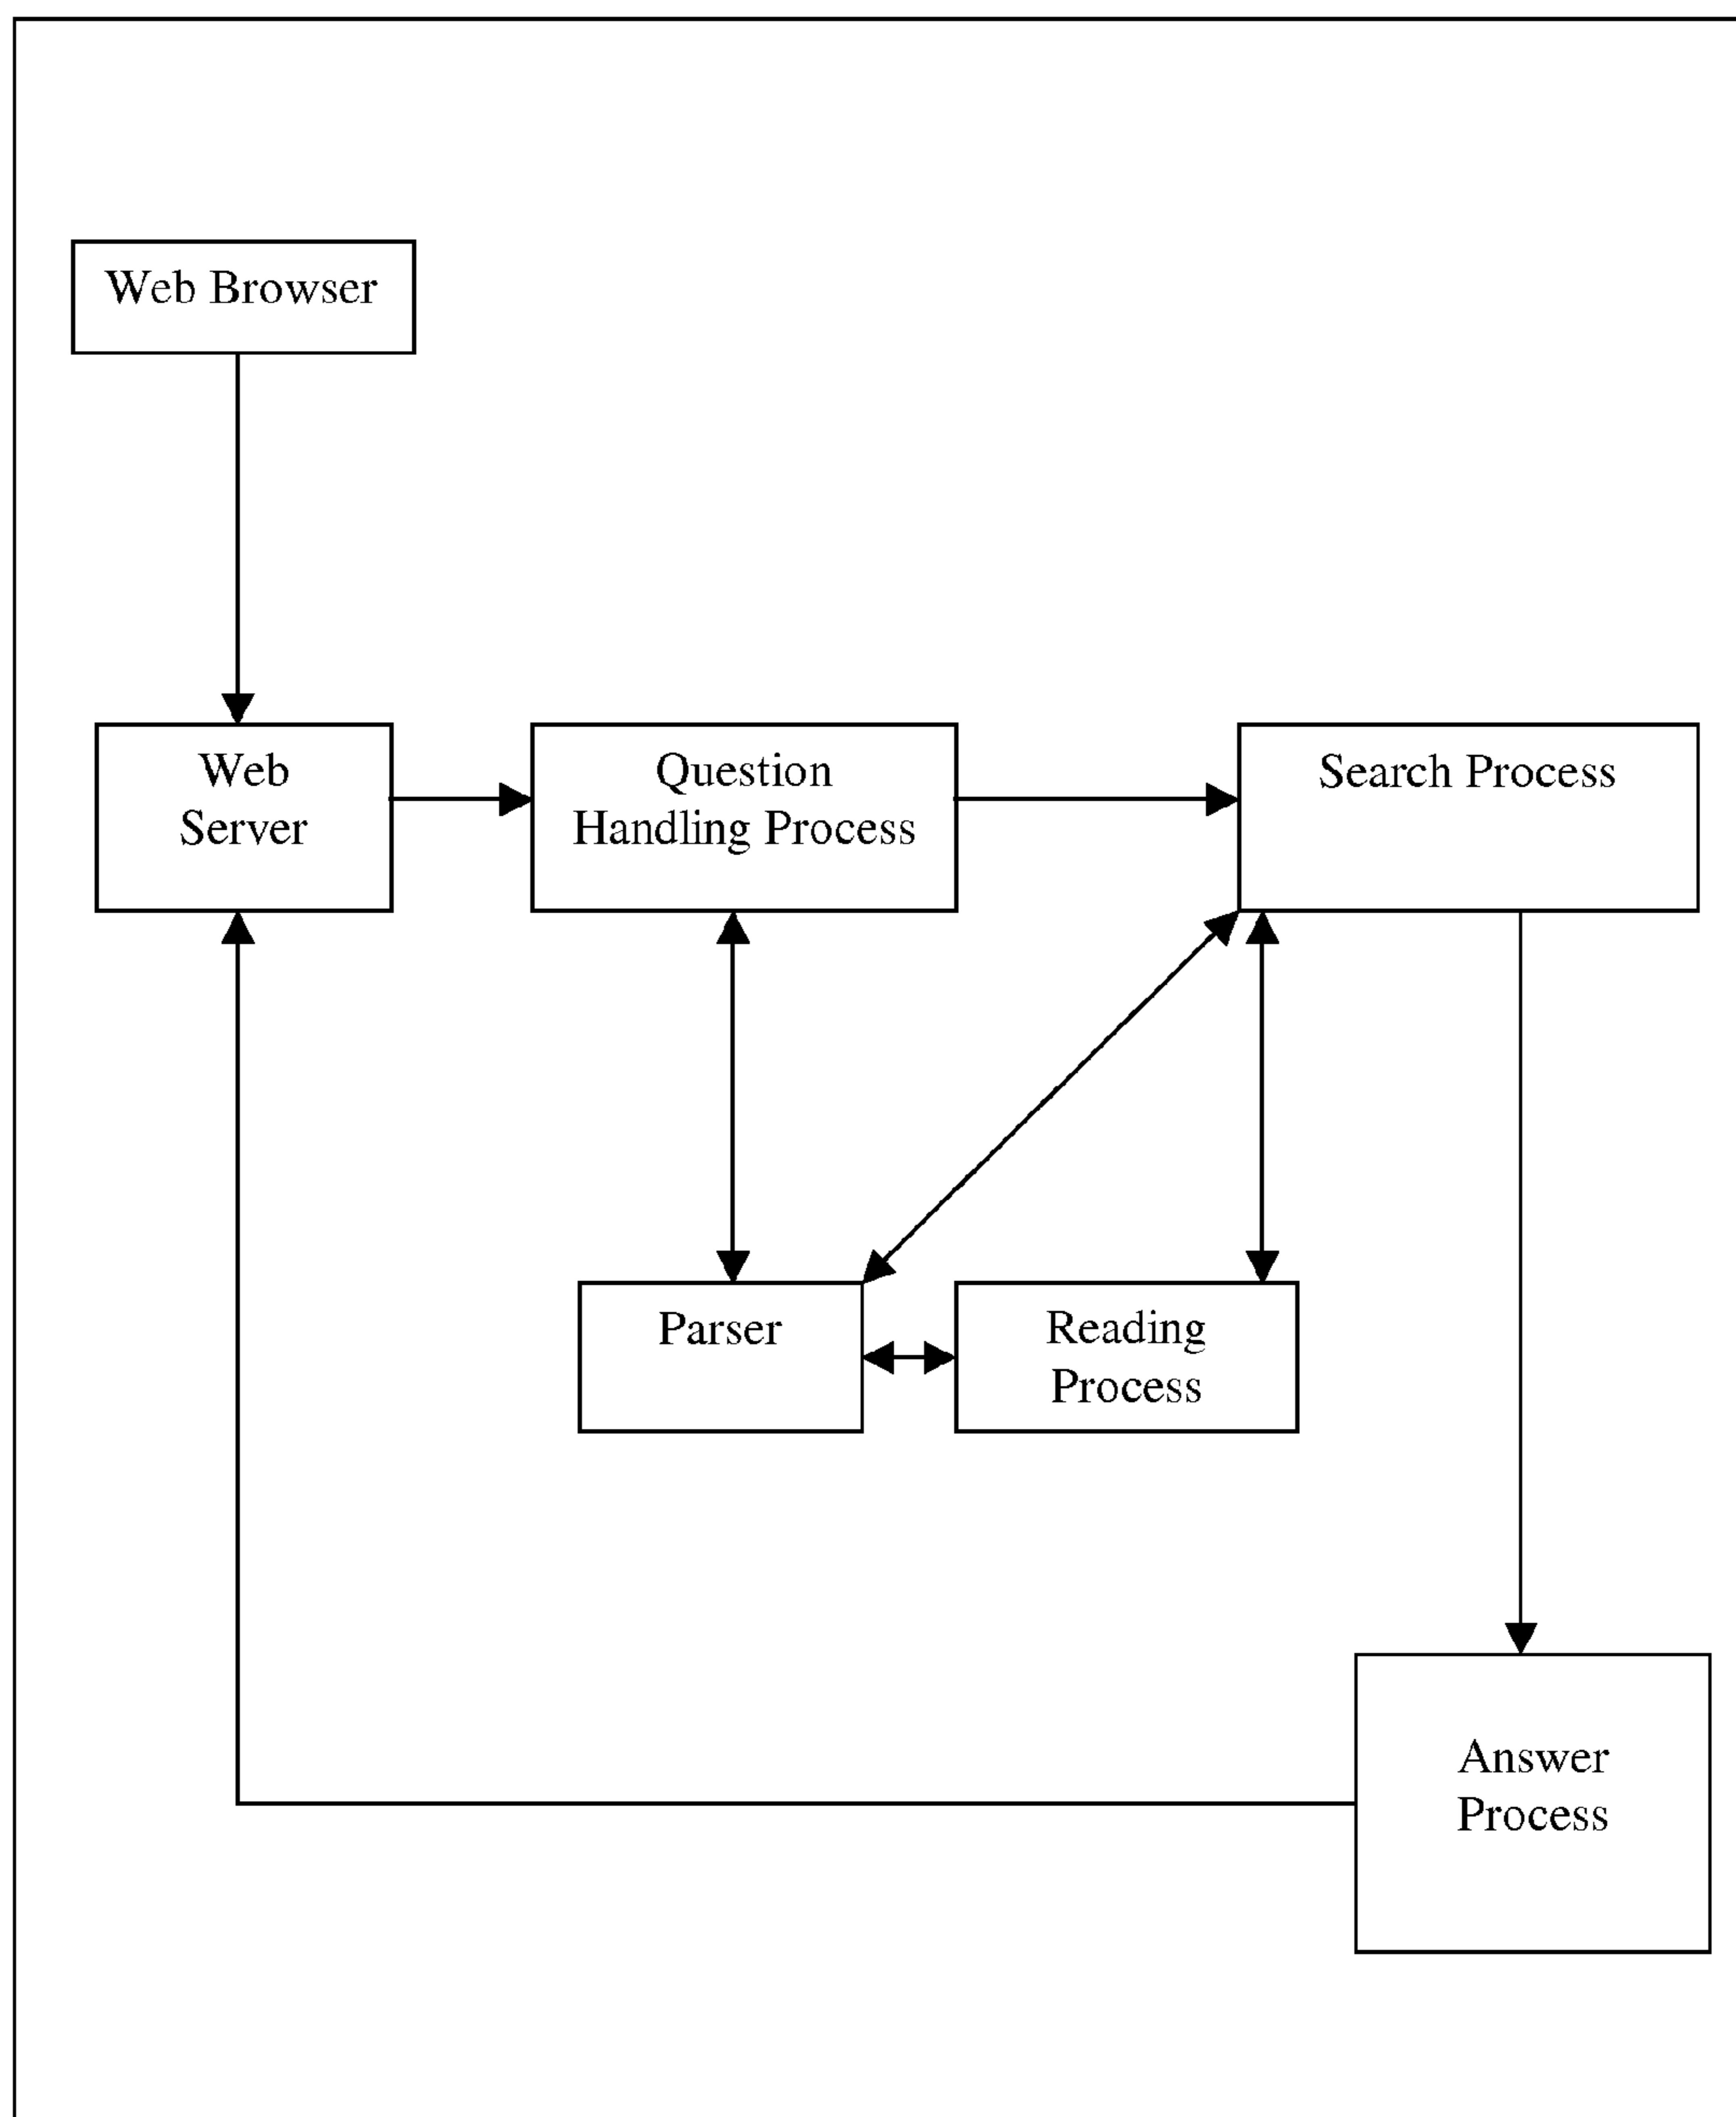 Web Browser
Web
Server
Question
Handling Process
Search Process
Parser
Reading
Process
Answer
Process